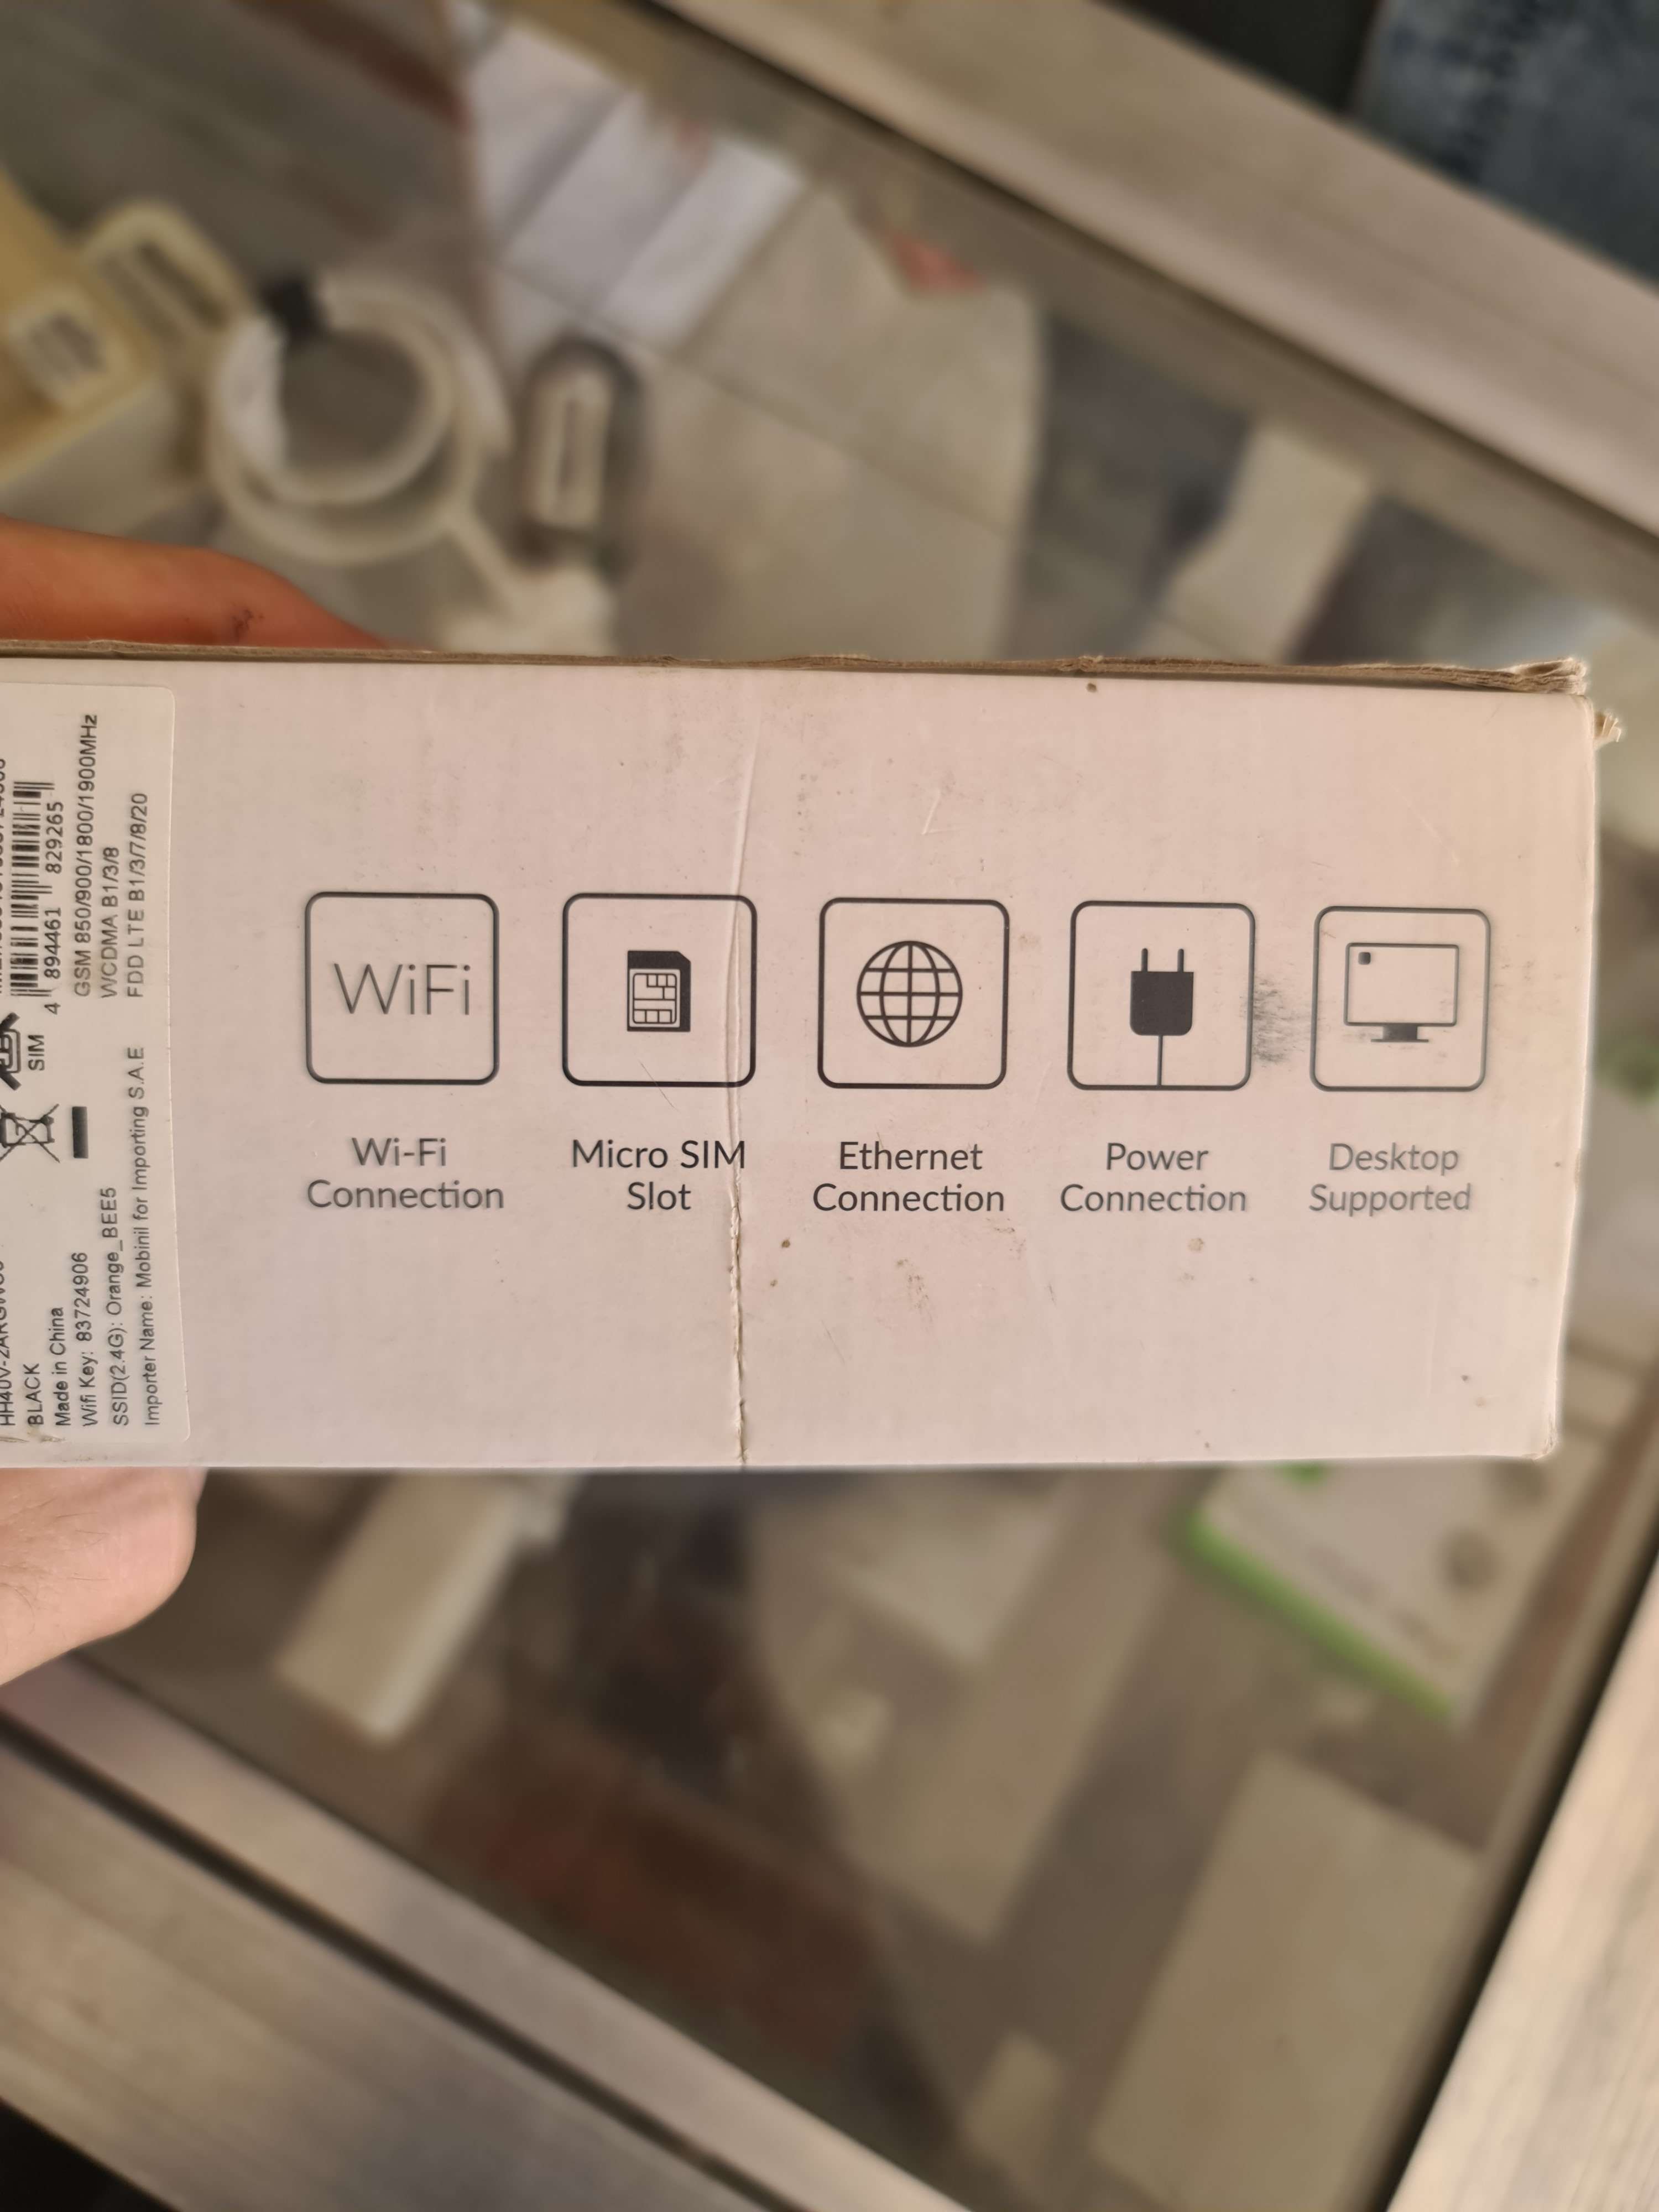 WiFi
Wi-Fi
Connection
Micro SIM
Slot
Ethernet
Connection
Power
Connection
Desktop
Supported
4 894461 829265
GSM 850/900/1800/1900MHz
WCDMA B1/3/8
FDD LTE B1/3/7/8/20
SIM
BLACK
Made in China
Wifi Key: 83724906
SSID(2.4G): Orange_BEE5
Importer Name: Mobinil for Importing S.A.E